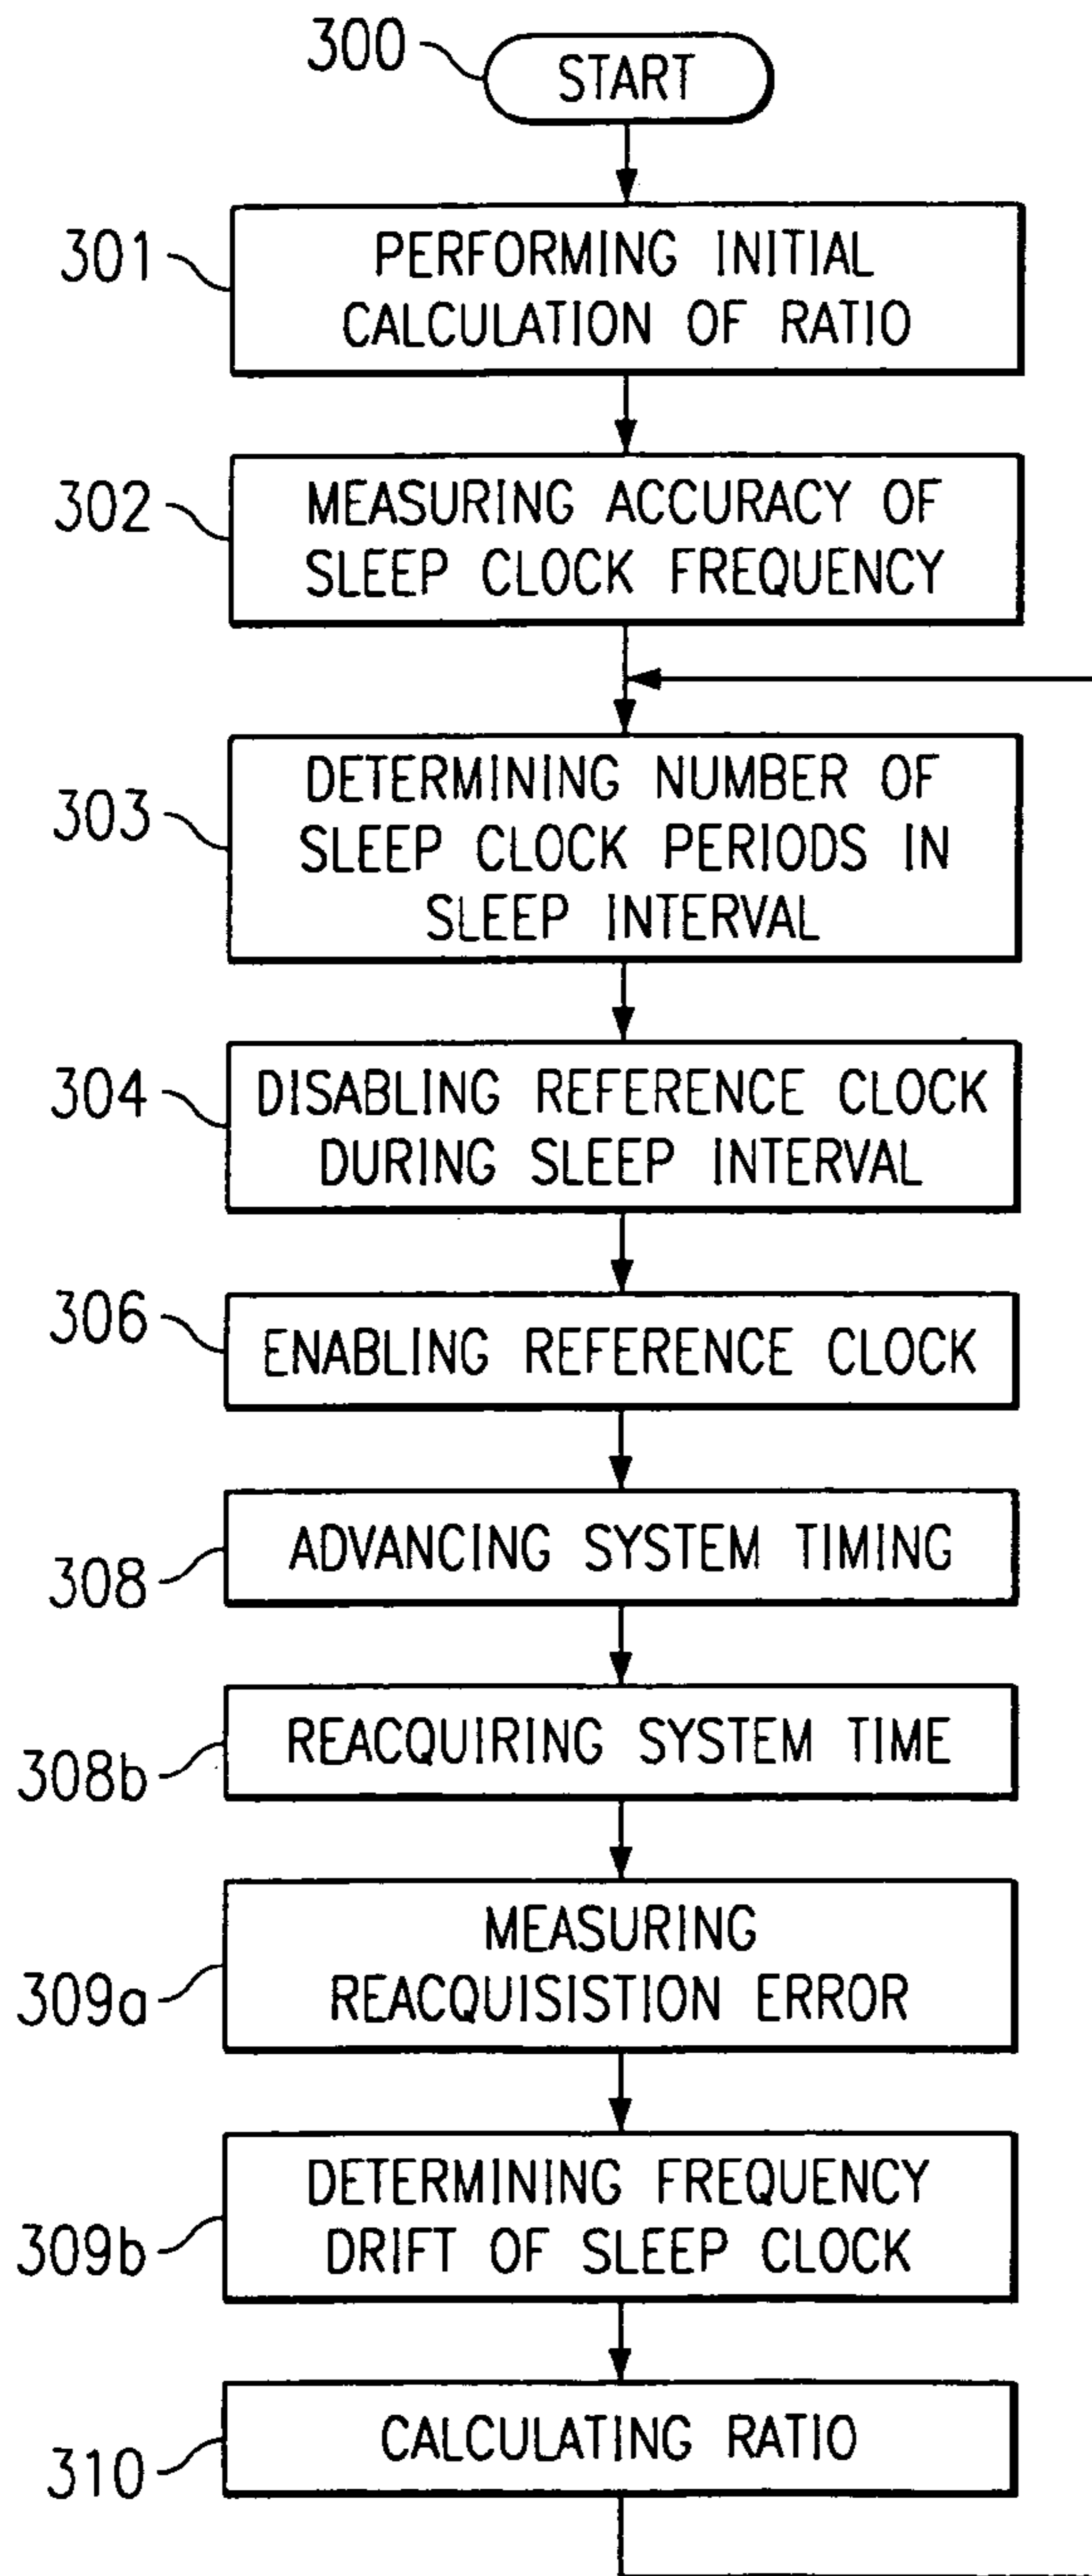 300
START
301
PERFORMING INITIAL
CALCULATION OF RATIO
302
MEASURING ACCURACY OF
SLEEP CLOCK FREQUENCY
303
DETERMINING NUMBER OF
SLEEP CLOCK PERIODS IN
SLEEP INTERVAL
304
DISABLING REFERENCE CLOCK
DURING SLEEP INTERVAL
306
ENABLING REFERENCE CLOCK
308
ADVANCING SYSTEM TIMING
308b
REACQUIRING SYSTEM TIME
309a
MEASURING
REACQUISISTION ERROR
309b
DETERMINING FREQUENCY
DRIFT OF SLEEP CLOCK
310
CALCULATING RATIO